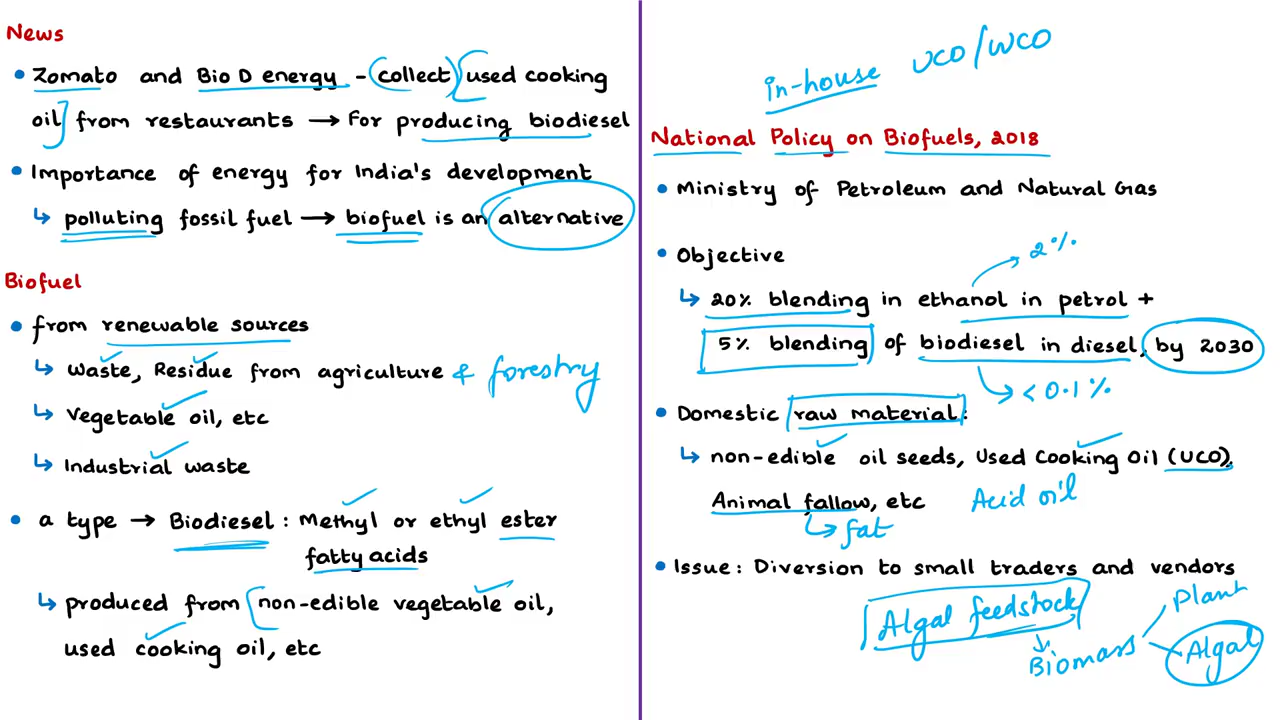 News
• Zomato and Bio D energy - collect used cooking
oil from restaurants → For producing biodiesel
• Importance of energy for India's development
↳ polluting fossil fuel → biofuel is an alternative
Biofuel
• from renewable sources
↳ Waste, Residue from agriculture & forestry
↳ Vegetable oil, etc
↳ Industrial waste
• a type → Biodiesel : Methyl or ethyl ester
fatty acids
↳ produced from [non-edible vegetable oil,
used cooking oil, etc
in-house UCO/WCO
National Policy on Biofuels, 2018
• Ministry of Petroleum and Natural Gas
• Objective
2%
↳ 20% blending in ethanol in petrol +
5% blending of biodiesel in diesel, by 2030
< 0.1%
• Domestic raw material:
↳ non-edible oil seeds, Used Cooking Oil (UCO),
Animal fallow, etc Acid oil
↳ fat
• Issue: Diversion to small traders and vendors
Algal feedstock
Plant
Biomass
Algal